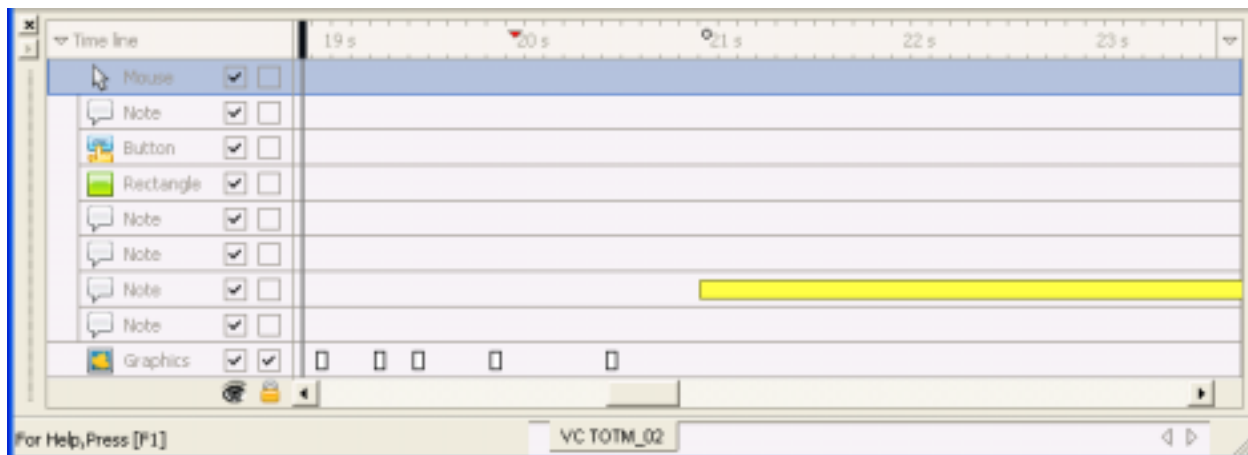 Time line
19 s 20 s 21 s 22 s 23 s
Mouse
Note
Button
Rectangle
Note
Note
Note
Note
Graphics
For Help,Press [F1]
VC TOTM_02